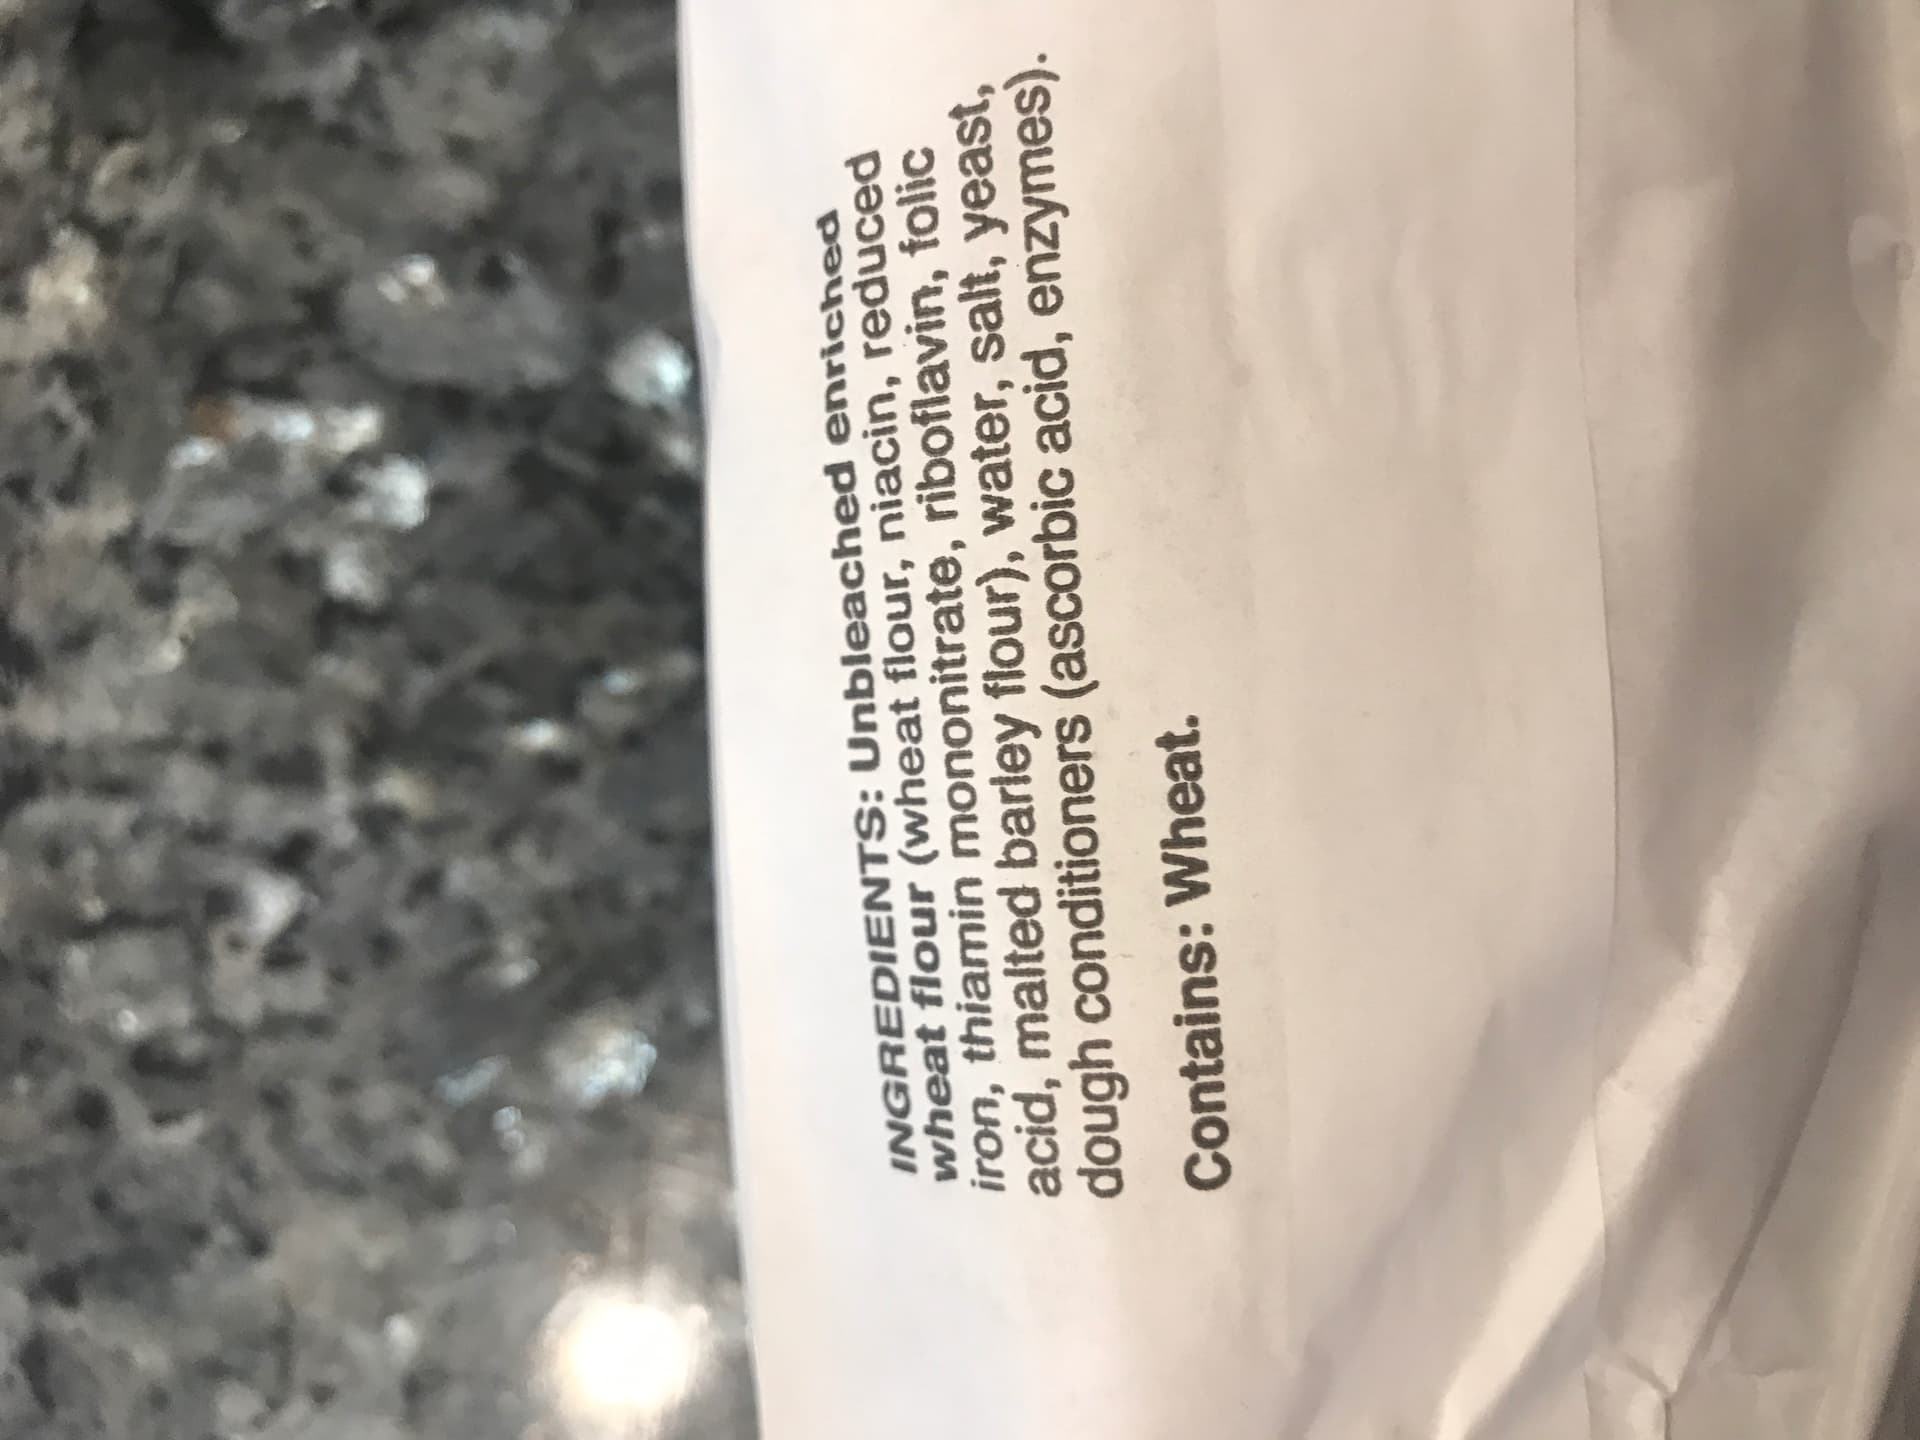 INGREDIENTS: Unbleached enriched
wheat flour (wheat flour, niacin, reduced
iron, thiamin mononitrate, riboflavin, folic
acid, malted barley flour), water, salt, yeast,
dough conditioners (ascorbic acid, enzymes).
Contains: Wheat.